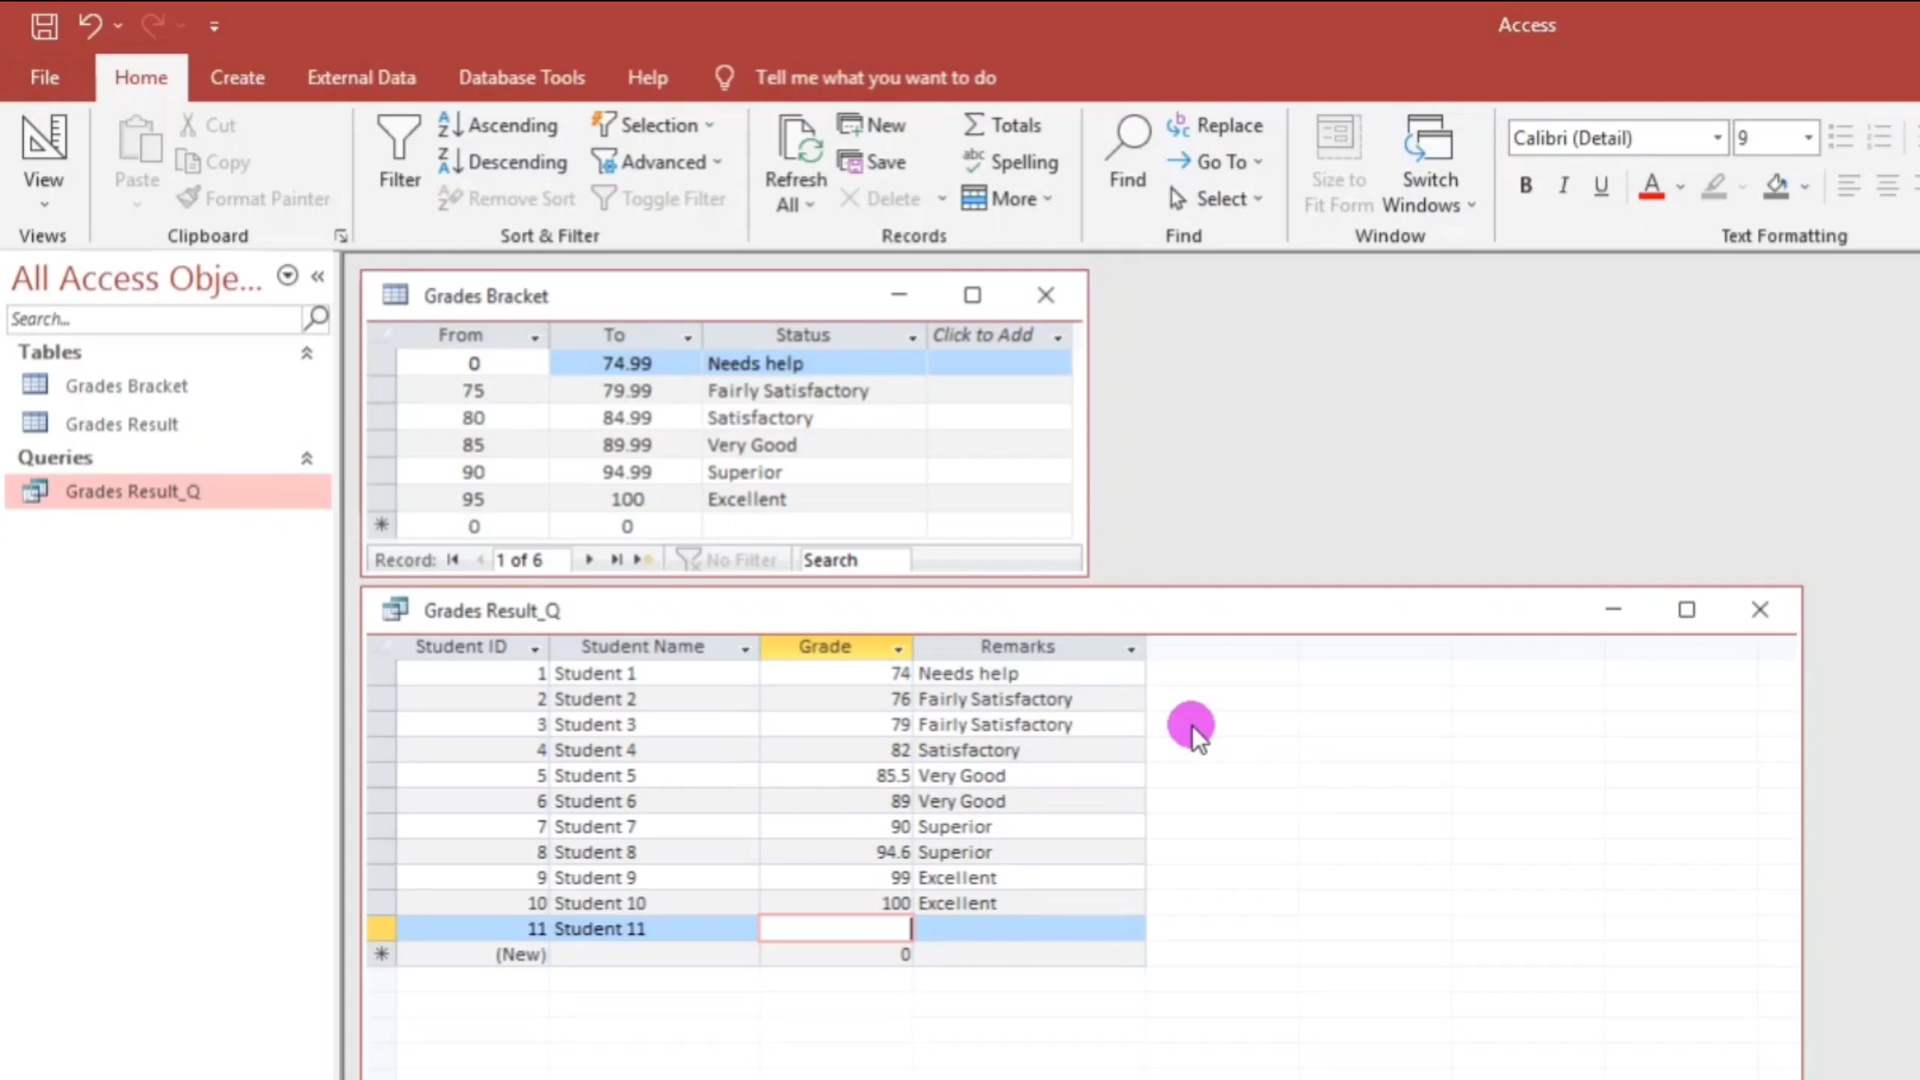 Access
File Home Create External Data Database Tools Help Tell me what you want to do
View
Views
Paste
Cut
Copy
Format Painter
Clipboard
Filter
Ascending
Descending
Remove Sort
Selection
Advanced
Toggle Filter
Sort & Filter
Refresh
All
New
Save
Delete
Totals
Spelling
More
Records
Find
Replace
Go To
Select
Find
Size to
Fit Form
Switch
Windows
Window
Calibri (Detail) 9
B I U A
Text Formatting
All Access Obje...
Search...
Tables
Grades Bracket
Grades Result
Queries
Grades Result_Q
Grades Bracket
From To Status Click to Add
0 74.99 Needs help
75 79.99 Fairly Satisfactory
80 84.99 Satisfactory
85 89.99 Very Good
90 94.99 Superior
95 100 Excellent
* 0 0
Record: 1 of 6 No Filter Search
Grades Result_Q
Student ID Student Name Grade Remarks
1 Student 1 74 Needs help
2 Student 2 76 Fairly Satisfactory
3 Student 3 79 Fairly Satisfactory
4 Student 4 82 Satisfactory
5 Student 5 85.5 Very Good
6 Student 6 89 Very Good
7 Student 7 90 Superior
8 Student 8 94.6 Superior
9 Student 9 99 Excellent
10 Student 10 100 Excellent
11 Student 11
* (New) 0